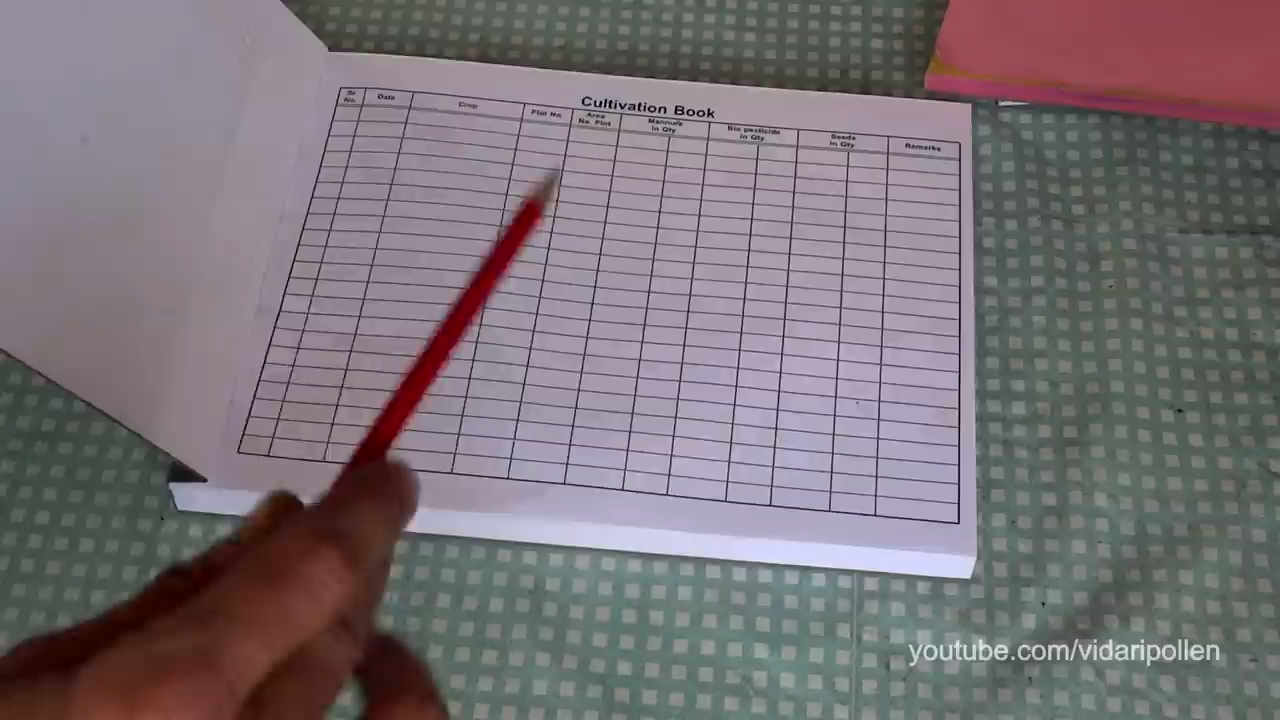 Cultivation Book
Sr
No.
Date
Crop
Plot No.
Area
No. Plnt
Mannufe
in Qty
Bio pesticide
in Qty
Seeds
in Qty
Remarks
youtube.com/vidaripollen